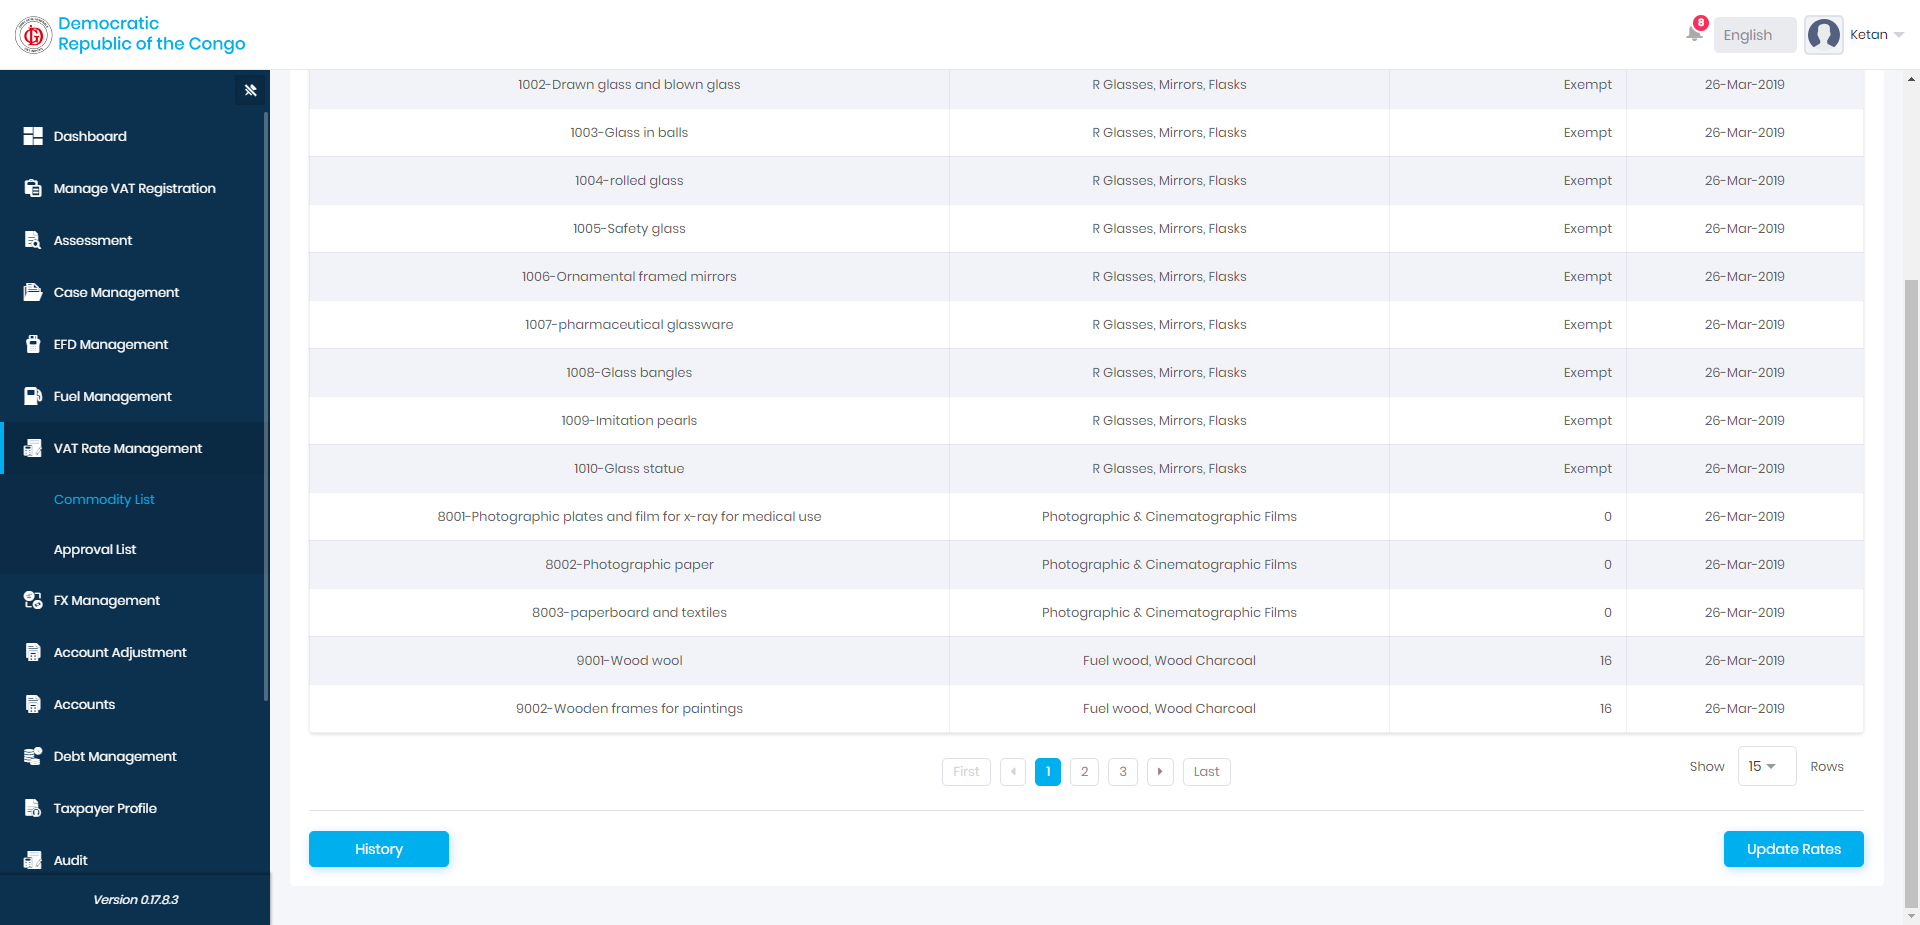 Democratic
Republic of the Congo
8
English
Ketan
Dashboard
Manage VAT Registration
Assessment
Case Management
EFD Management
Fuel Management
VAT Rate Management
Commodity List
Approval List
FX Management
Account Adjustment
Accounts
Debt Management
Taxpayer Profile
Audit
Version 0.17.8.3
1002-Drawn glass and blown glass R Glasses, Mirrors, Flasks Exempt 26-Mar-2019
1003-Glass in balls R Glasses, Mirrors, Flasks Exempt 26-Mar-2019
1004-rolled glass R Glasses, Mirrors, Flasks Exempt 26-Mar-2019
1005-Safety glass R Glasses, Mirrors, Flasks Exempt 26-Mar-2019
1006-Ornamental framed mirrors R Glasses, Mirrors, Flasks Exempt 26-Mar-2019
1007-pharmaceutical glassware R Glasses, Mirrors, Flasks Exempt 26-Mar-2019
1008-Glass bangles R Glasses, Mirrors, Flasks Exempt 26-Mar-2019
1009-Imitation pearls R Glasses, Mirrors, Flasks Exempt 26-Mar-2019
1010-Glass statue R Glasses, Mirrors, Flasks Exempt 26-Mar-2019
8001-Photographic plates and film for x-ray for medical use Photographic & Cinematographic Films 0 26-Mar-2019
8002-Photographic paper Photographic & Cinematographic Films 0 26-Mar-2019
8003-paperboard and textiles Photographic & Cinematographic Films 0 26-Mar-2019
9001-Wood wool Fuel wood, Wood Charcoal 16 26-Mar-2019
9002-Wooden frames for paintings Fuel wood, Wood Charcoal 16 26-Mar-2019
First 1 2 3 Last
Show 15 Rows
History
Update Rates